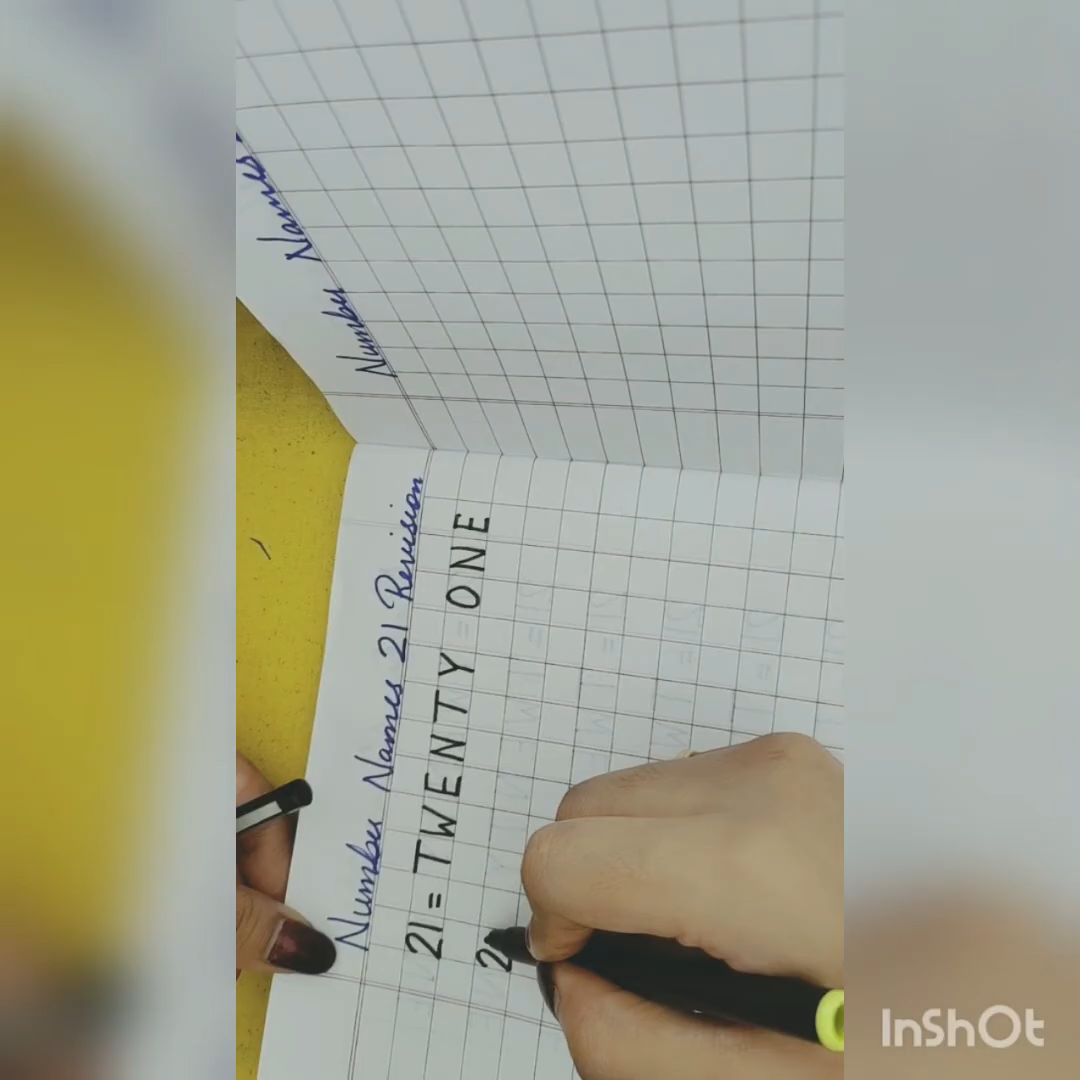 Number Names
Number Names 21 Revision
21 = TWENTY ONE
2
InShOt